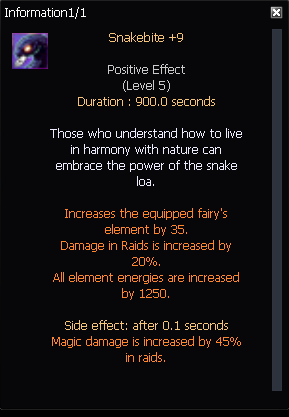 Information1/1
Snakebite +9
Positive Effect
(Level 5)
Duration : 900.0 seconds
Those who understand how to live
in harmony with nature can
embrace the power of the snake
loa.
Increases the equipped fairy's
element by 35.
Damage in Raids is increased by
20%.
All element energies are increased
by 1250.
Side effect: after 0.1 seconds
Magic damage is increased by 45%
in raids.